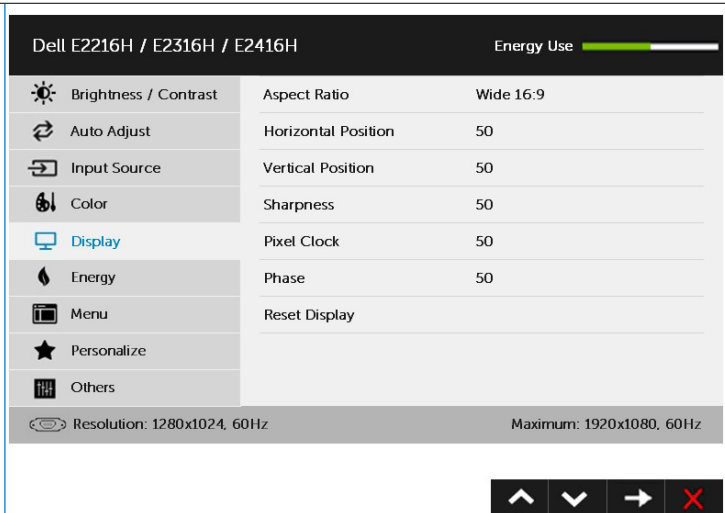 Dell E2216H / E2316H / E2416H Energy Use
Brightness / Contrast Aspect Ratio Wide 16:9
Auto Adjust Horizontal Position 50
Input Source Vertical Position 50
Color Sharpness 50
Display Pixel Clock 50
Energy Phase 50
Menu Reset Display
Personalize
Others
Resolution: 1280x1024, 60Hz Maximum: 1920x1080, 60Hz